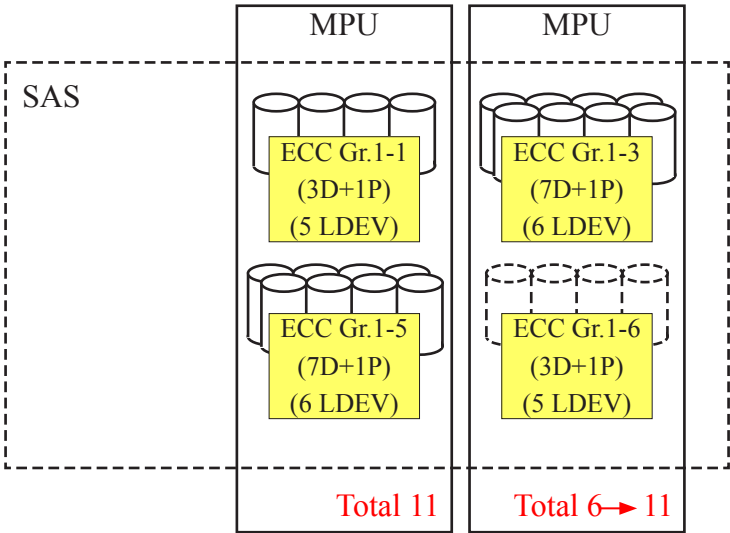 MPU
MPU
SAS
ECC Gr.1-1
(3D+1P)
(5 LDEV)
ECC Gr.1-3
(7D+1P)
(6 LDEV)
ECC Gr.1-5
(7D+1P)
(6 LDEV)
ECC Gr.1-6
(3D+1P)
(5 LDEV)
Total 11
Total 6→11